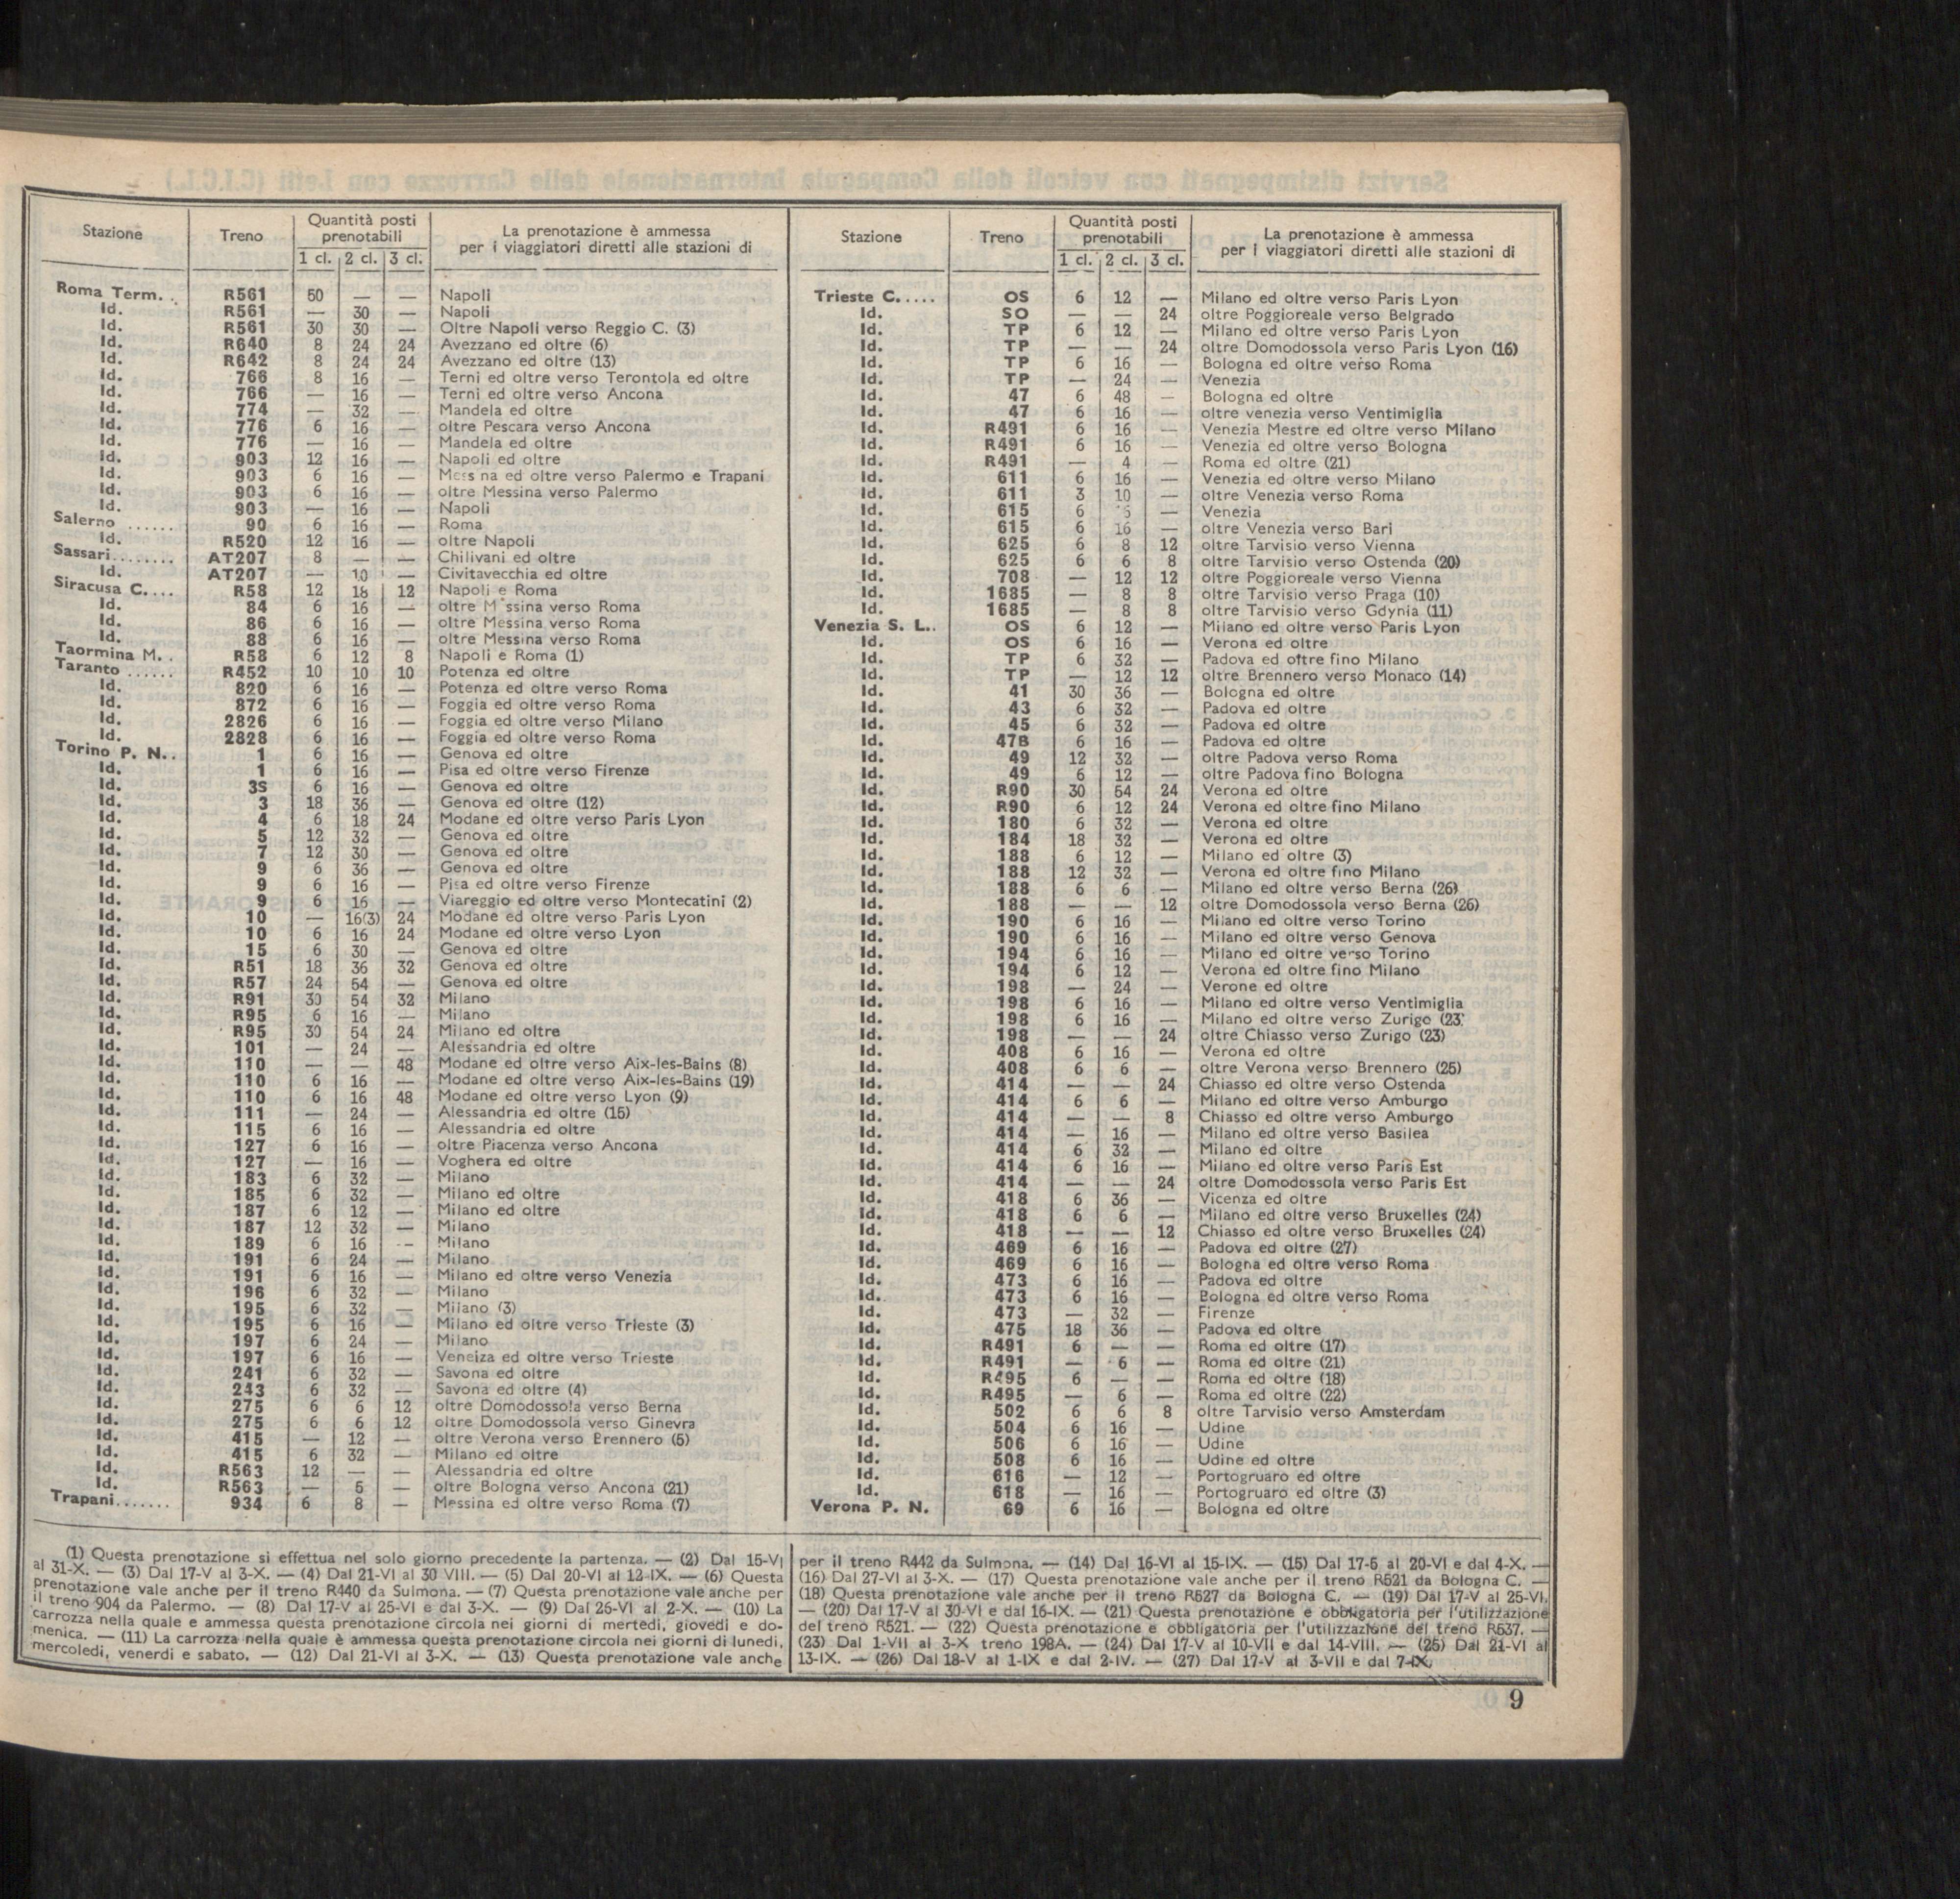 Stazione Treno Quantità posti prenotabili La prenotazione è ammessa per i viaggiatori diretti alle stazioni di
1 cl. 2 cl. 3 cl.
Roma Term. . R561 50 — — Napoli
Id. R561 — 30 — Napoli
Id. R561 30 30 — Oltre Napoli verso Reggio C. (3)
Id. R640 8 24 24 Avezzano ed oltre (6)
Id. R642 8 24 24 Avezzano ed oltre (13)
Id. 766 8 16 — Terni ed oltre verso Terontola ed oltre
Id. 766 — 16 — Terni ed oltre verso Ancona
Id. 774 — 32 — Mandela ed oltre
Id. 776 6 16 — oltre Pescara verso Ancona
Id. 776 — 16 — Mandela ed oltre
Id. 903 12 16 — Napoli ed oltre
Id. 903 6 16 — Mess na ed oltre verso Palermo e Trapani
Id. 903 6 16 — oltre Messina verso Palermo
Id. 903 — 16 — Napoli
Salerno ...... 90 6 16 — Roma
Id. R520 12 16 — oltre Napoli
Sassari........ AT207 8 — — Chilivani ed oltre
Id. AT207 — 10 — Civitavecchia ed oltre
Siracusa C.... R58 12 18 12 Napoli e Roma
Id. 84 6 16 — oltre M ssina verso Roma
Id. 86 6 16 — oltre Messina verso Roma
Id. 88 6 16 — oltre Messina verso Roma
Taormina M. . R58 6 12 8 Napoli e Roma (1)
Taranto ...... R452 10 10 10 Potenza ed oltre
Id. 820 6 16 — Potenza ed oltre verso Roma
Id. 872 6 16 — Foggia ed oltre verso Roma
Id. 2826 6 16 — Foggia ed oltre verso Milano
Id. 2828 6 16 — Foggia ed oltre verso Roma
Torino P. N.. 1 6 16 — Genova ed oltre
Id. 1 6 16 — Pisa ed oltre verso Firenze
Id. 3S 6 16 — Genova ed oltre
Id. 3 18 36 — Genova ed oltre (12)
Id. 4 6 18 24 Modane ed oltre verso Paris Lyon
Id. 5 12 32 — Genova ed oltre
Id. 7 12 30 — Genova ed oltre
Id. 9 6 36 — Genova ed oltre
Id. 9 6 16 — Pisa ed oltre verso Firenze
Id. 9 6 16 — Viareggio ed oltre verso Montecatini (2)
Id. 10 — 16(3) 24 Modane ed oltre verso Paris Lyon
Id. 10 6 16 24 Modane ed oltre verso Lyon
Id. 15 6 30 — Genova ed oltre
Id. R51 18 36 32 Genova ed oltre
Id. R57 24 54 — Genova ed oltre
Id. R91 30 54 32 Milano
Id. R95 6 16 — Milano
Id. R95 30 54 24 Milano ed oltre
Id. 101 — 24 — Alessandria ed oltre
Id. 110 — — 48 Modane ed oltre verso Aix-les-Bains (8)
Id. 110 6 16 — Modane ed oltre verso Aix-les-Bains (19)
Id. 110 6 16 48 Modane ed oltre verso Lyon (9)
Id. 111 — 24 — Alessandria ed oltre (15)
Id. 115 6 16 — Alessandria ed oltre
Id. 127 6 16 — oltre Piacenza verso Ancona
Id. 127 — 16 — Voghera ed oltre
Id. 183 6 32 — Milano
Id. 185 6 32 — Milano ed oltre
Id. 187 6 12 — Milano ed oltre
Id. 187 12 32 — Milano
Id. 189 6 16 — Milano
Id. 191 6 24 — Milano
Id. 191 6 16 — Milano ed oltre verso Venezia
Id. 196 6 32 — Milano
Id. 195 6 32 — Milano (3)
Id. 195 6 16 — Milano ed oltre verso Trieste (3)
Id. 197 6 24 — Milano
Id. 197 6 16 — Veneiza ed oltre verso Trieste
Id. 241 6 32 — Savona ed oltre
Id. 243 6 32 — Savona ed oltre (4)
Id. 275 6 6 12 oltre Domodossola verso Berna
Id. 275 6 6 12 oltre Domodossola verso Ginevra
Id. 415 — 12 — oltre Verona verso Brennero (5)
Id. 415 6 32 — Milano ed oltre
Id. R563 12 — — Alessandria ed oltre
Id. R563 — 5 — oltre Bologna verso Ancona (21)
Trapani....... 934 6 8 — Messina ed oltre verso Roma (7)
Stazione Treno Quantità posti prenotabili La prenotazione è ammessa per i viaggiatori diretti alle stazioni di
1 cl. 2 cl. 3 cl.
Trieste C..... OS 6 12 — Milano ed oltre verso Paris Lyon
Id. SO — — 24 oltre Poggioreale verso Belgrado
Id. TP 6 12 — Milano ed oltre verso Paris Lyon
Id. TP — — 24 oltre Domodossola verso Paris Lyon (16)
Id. TP 6 16 — Bologna ed oltre verso Roma
Id. TP — 24 — Venezia
Id. 47 6 48 — Bologna ed oltre
Id. 47 6 16 — oltre venezia verso Ventimiglia
Id. R491 6 16 — Venezia Mestre ed oltre verso Milano
Id. R491 6 16 — Venezia ed oltre verso Bologna
Id. R491 — 4 — Roma ed oltre (21)
Id. 611 6 16 — Venezia ed oltre verso Milano
Id. 611 3 10 — oltre Venezia verso Roma
Id. 615 6 — Venezia
Id. 615 6 16 — oltre Venezia verso Bari
Id. 625 6 8 12 oltre Tarvisio verso Vienna
Id. 625 6 6 8 oltre Tarvisio verso Ostenda (20)
Id. 708 — 12 12 oltre Poggioreale verso Vienna
Id. 1685 — 8 8 oltre Tarvisio verso Praga (10)
Id. 1685 — 8 8 oltre Tarvisio verso Gdynia (11)
Venezia S. L.. OS 6 12 — Milano ed oltre verso Paris Lyon
Id. OS 6 16 — Verona ed oltre
Id. TP 6 32 — Padova ed oltre fino Milano
Id. TP — 12 12 oltre Brennero verso Monaco (14)
Id. 41 30 36 — Bologna ed oltre
Id. 43 6 32 — Padova ed oltre
Id. 45 6 32 — Padova ed oltre
Id. 47B 6 16 — Padova ed oltre
Id. 49 12 32 — oltre Padova verso Roma
Id. 49 6 12 — oltre Padova fino Bologna
Id. R90 30 54 24 Verona ed oltre
Id. R90 6 12 24 Verona ed oltre fino Milano
Id. 180 6 32 — Verona ed oltre
Id. 184 18 32 — Verona ed oltre
Id. 188 6 12 — Milano ed oltre (3)
Id. 188 12 32 — Verona ed oltre fino Milano
Id. 188 6 6 — Milano ed oltre verso Berna (26)
Id. 188 — — 12 oltre Domodossola verso Berna (26)
Id. 190 6 16 — Milano ed oltre verso Torino
Id. 190 6 16 — Milano ed oltre verso Genova
Id. 194 6 16 — Milano ed oltre verso Torino
Id. 194 6 12 — Verona ed oltre fino Milano
Id. 198 — 24 — Verone ed oltre
Id. 198 6 16 — Milano ed oltre verso Ventimiglia
Id. 198 6 16 — Milano ed oltre verso Zurigo (23)
Id. 198 — — 24 oltre Chiasso verso Zurigo (23)
Id. 408 6 16 — Verona ed oltre
Id. 408 6 6 — oltre Verona verso Brennero (25)
Id. 414 — — 24 Chiasso ed oltre verso Ostenda
Id. 414 6 6 — Milano ed oltre verso Amburgo
Id. 414 — — 8 Chiasso ed oltre verso Amburgo
Id. 414 — 16 — Milano ed oltre verso Basilea
Id. 414 6 32 — Milano ed oltre
Id. 414 6 16 — Milano ed oltre verso Paris Est
Id. 414 — — 24 oltre Domodossola verso Paris Est
Id. 418 6 36 — Vicenza ed oltre
Id. 418 6 6 — Milano ed oltre verso Bruxelles (24)
Id. 418 — — 12 Chiasso ed oltre verso Bruxelles (24)
Id. 469 6 16 — Padova ed oltre (27)
Id. 469 6 16 — Bologna ed oltre verso Roma
Id. 473 6 16 — Padova ed oltre
Id. 473 6 16 — Bologna ed oltre verso Roma
Id. 473 — 32 — Firenze
Id. 475 18 36 — Padova ed oltre
Id. R491 6 — — Roma ed oltre (17)
Id. R491 — 6 — Roma ed oltre (21)
Id. R495 6 — — Roma ed oltre (18)
Id. R495 — 6 — Roma ed oltre (22)
Id. 502 6 6 8 oltre Tarvisio verso Amsterdam
Id. 504 6 16 — Udine
Id. 506 6 16 — Udine
Id. 508 6 16 — Udine ed oltre
Id. 616 — 12 — Portogruaro ed oltre
Id. 618 — 16 — Portogruaro ed oltre (3)
Verona P. N. 69 6 16 — Bologna ed oltre
(1) Questa prenotazione si effettua nel solo giorno precedente la partenza. — (2) Dal 15-VI
al 31-X. — (3) Dal 17-V al 3-X. — (4) Dal 21-VI al 30 VIII. — (5) Dal 20-VI al 12-IX. — (6) Questa
prenotazione vale anche per il treno R440 da Sulmona. — (7) Questa prenotazione vale anche per
il treno 904 da Palermo. — (8) Dal 17-V al 25-VI e dal 3-X. — (9) Dal 26-VI al 2-X. — (10) La
carrozza nella quale e ammessa questa prenotazione circola nei giorni di martedì, giovedì e do-
menica. — (11) La carrozza nella quale è ammessa questa prenotazione circola nei giorni di lunedì,
mercoledì, venerdi e sabato. — (12) Dal 21-VI al 3-X. — (13) Questa prenotazione vale anche
per il treno R442 da Sulmona. — (14) Dal 16-VI al 15-IX. — (15) Dal 17-5 al 20-VI e dal 4-X. —
(16) Dal 27-VI al 3-X. — (17) Questa prenotazione vale anche per il treno R521 da Bologna C. —
(18) Questa prenotazione vale anche per il treno R527 da Bologna C. — (19) Dal 17-V al 25-VI.
— (20) Dal 17-V al 30-VI e dal 16-IX. — (21) Questa prenotazione e obbligatoria per l'utilizzazione
del treno R521. — (22) Questa prenotazione e obbligatoria per l'utilizzazione del treno R537. —
(23) Dal 1-VII al 3-X treno 198A. — (24) Dal 17-V al 10-VII e dal 14-VIII. — (25) Dal 21-VI al
13-IX. — (26) Dal 18-V al 1-IX e dal 2-IV. — (27) Dal 17-V al 3-VII e dal 7-IX.
9